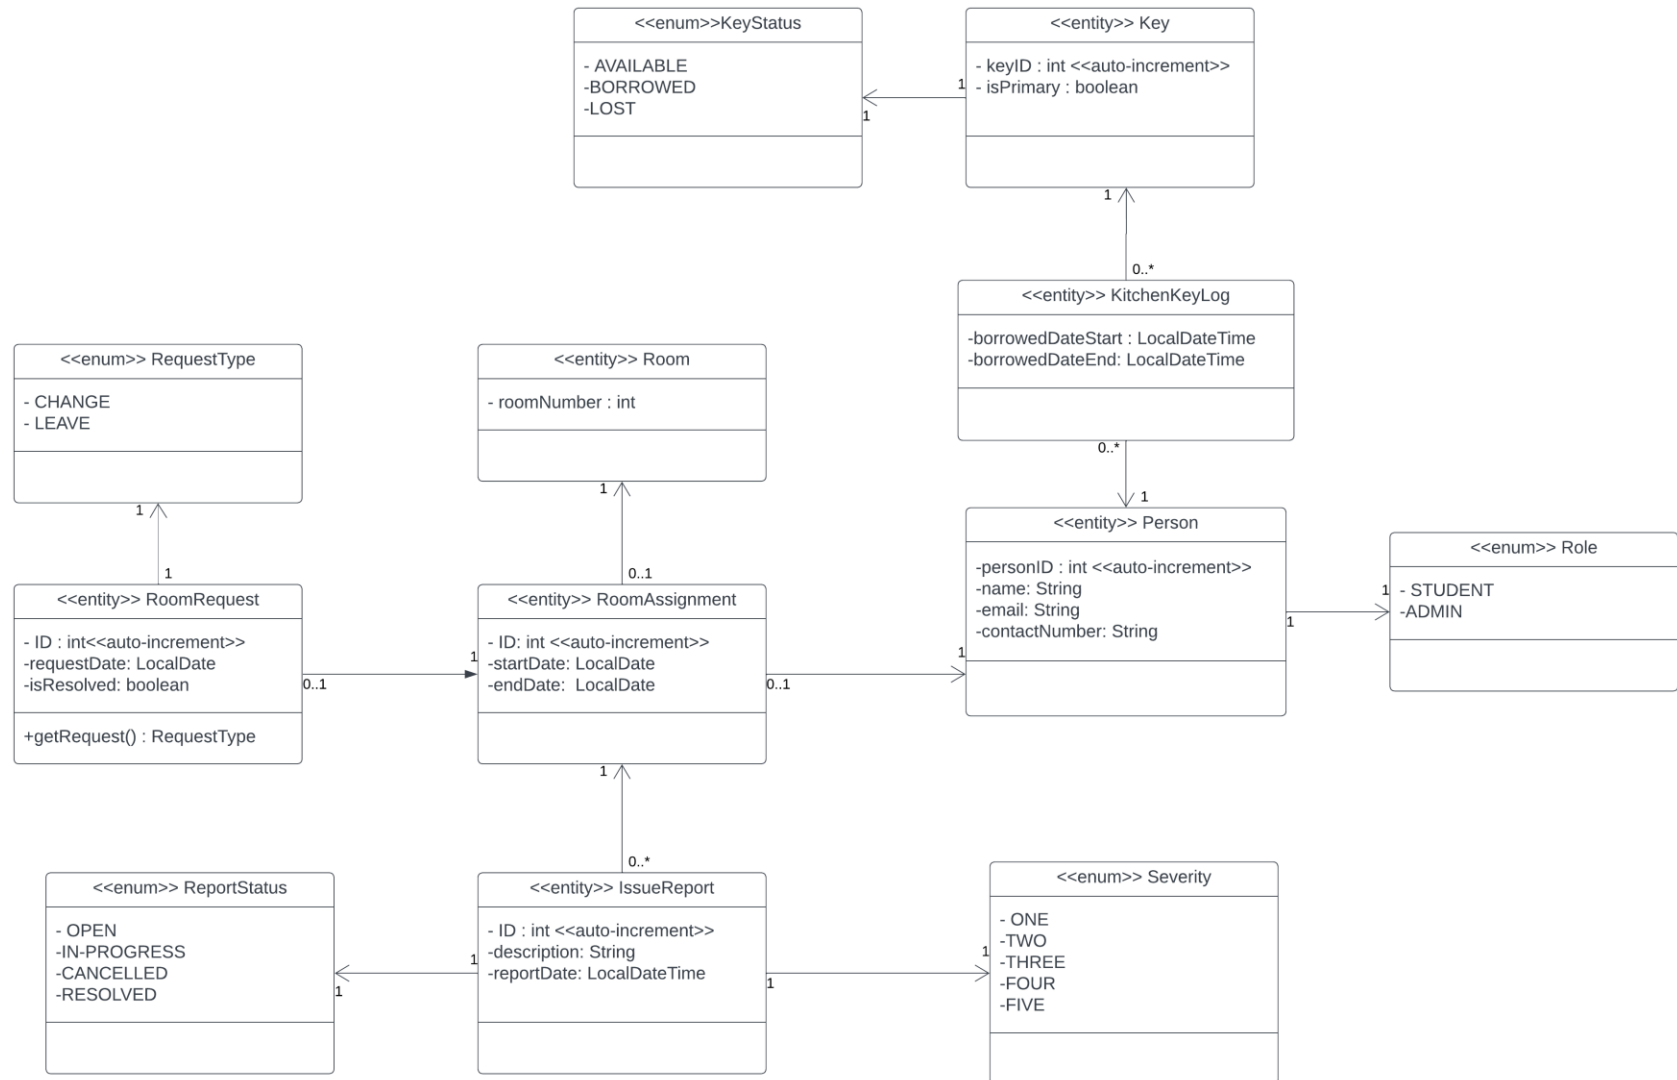 <<enum>>KeyStatus
- AVAILABLE
-BORROWED
-LOST
<<entity>> Key
- keyID : int <<auto-increment>>
- isPrimary : boolean
1
1
1
0..*
<<entity>> KitchenKeyLog
-borrowedDateStart : LocalDateTime
-borrowedDateEnd: LocalDateTime
0..*
1
<<enum>> RequestType
- CHANGE
- LEAVE
1
1
<<entity>> Room
- roomNumber : int
1
0..1
<<entity>> Person
-personID : int <<auto-increment>>
-name: String
-email: String
-contactNumber: String
<<enum>> Role
- STUDENT
-ADMIN
1
1
<<entity>> RoomRequest
- ID : int<<auto-increment>>
-requestDate: LocalDate
-isResolved: boolean
+getRequest() : RequestType
0..1
1
<<entity>> RoomAssignment
- ID: int <<auto-increment>>
-startDate: LocalDate
-endDate:  LocalDate
0..1
1
1
0..*
<<enum>> ReportStatus
- OPEN
-IN-PROGRESS
-CANCELLED
-RESOLVED
1
1
<<entity>> IssueReport
- ID : int <<auto-increment>>
-description: String
-reportDate: LocalDateTime
1
1
<<enum>> Severity
- ONE
-TWO
-THREE
-FOUR
-FIVE